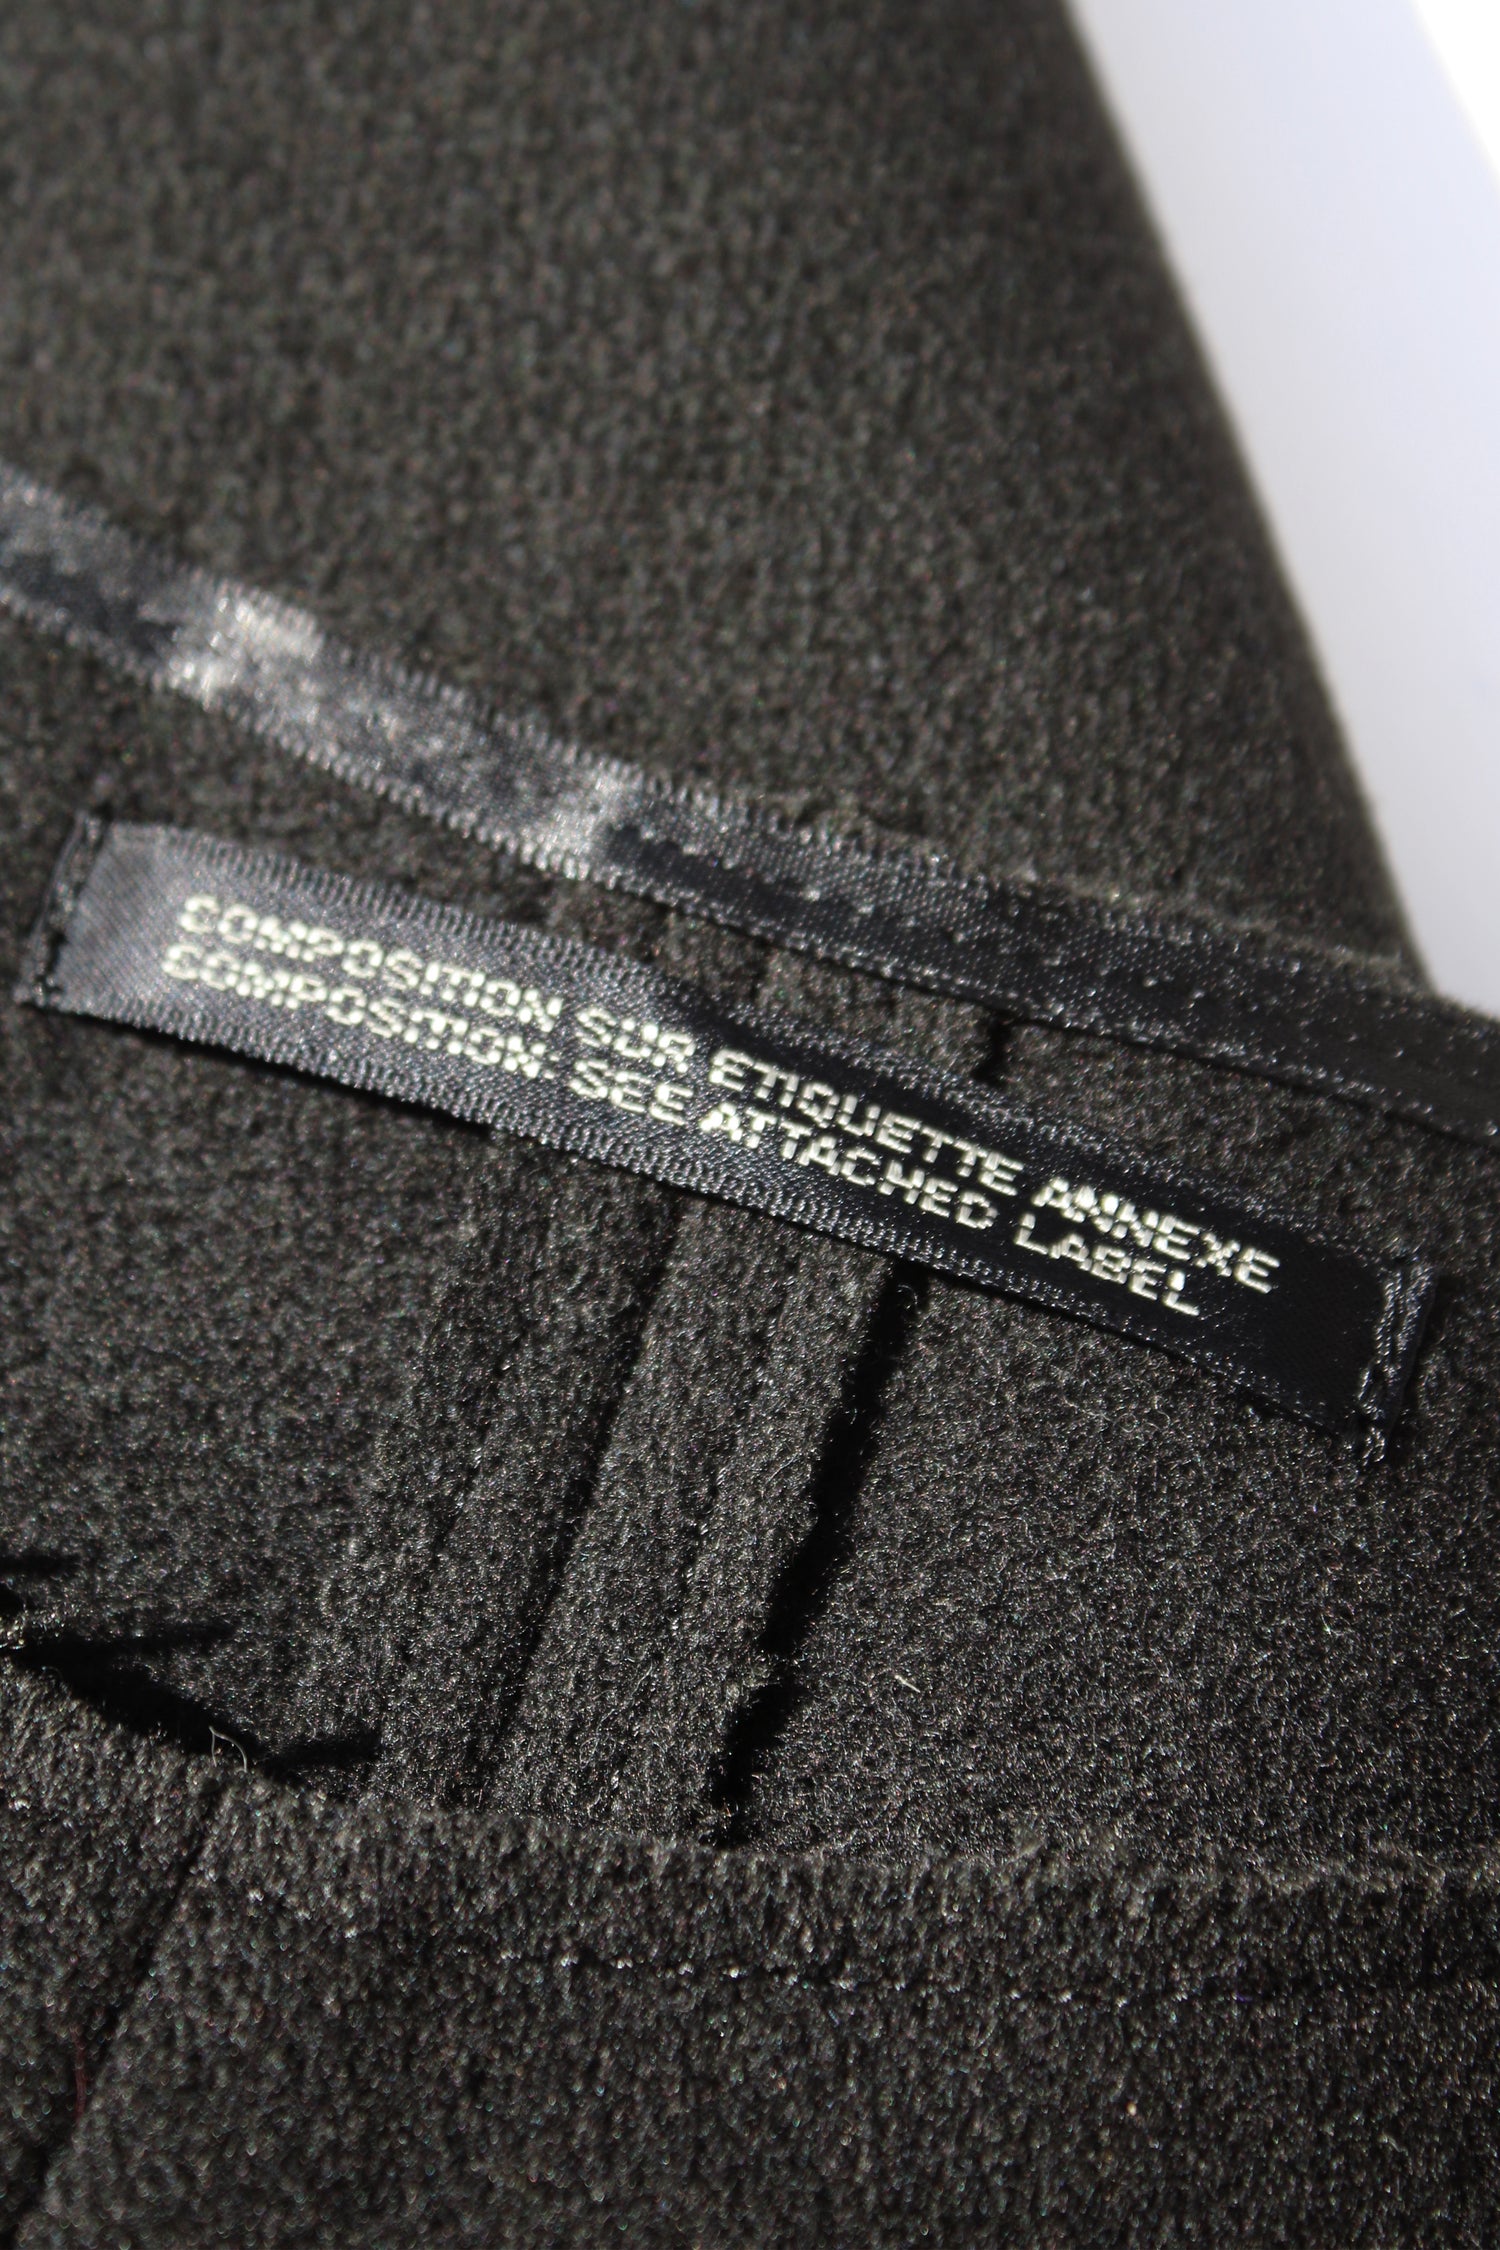 COMPOSITION SUR ETIQUETTE ANNEXE
COMPOSITION: SEE ATTACHED LABEL